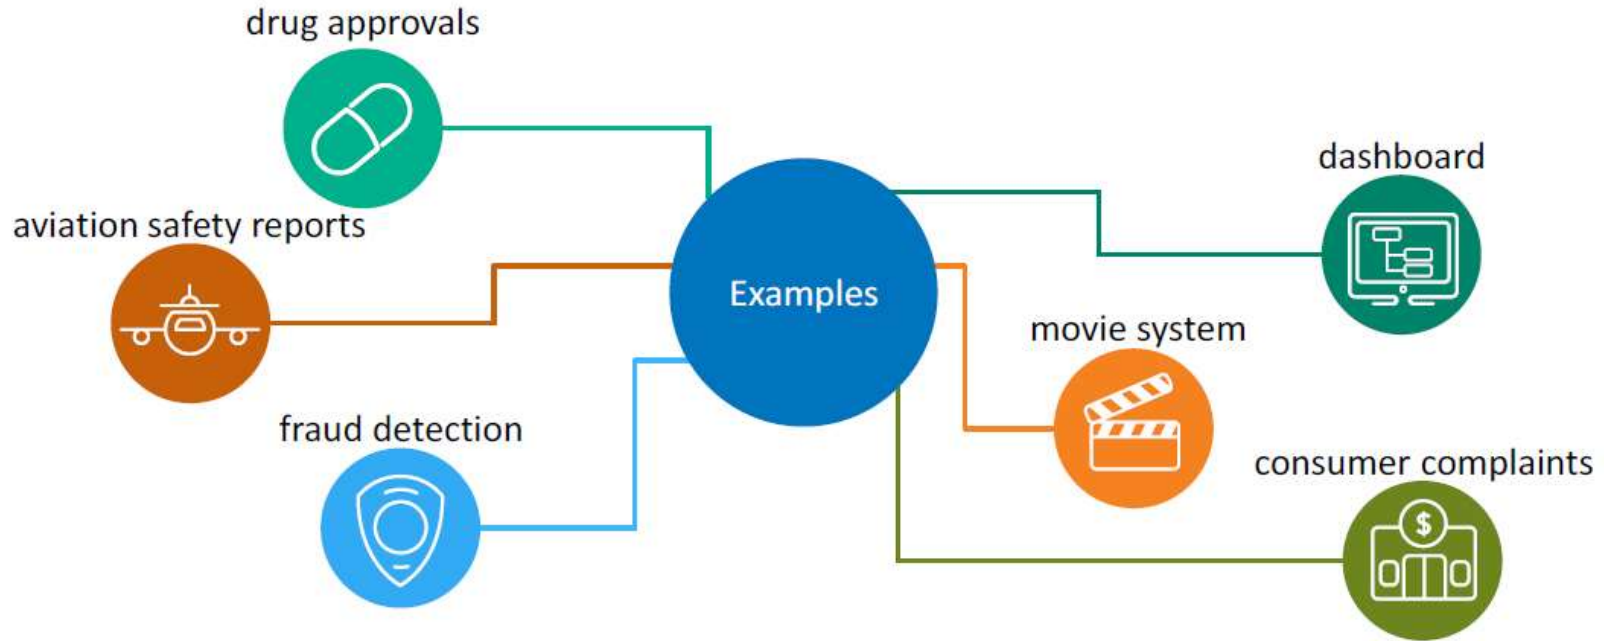 drug approvals
aviation safety reports
fraud detection
Examples
dashboard
movie system
consumer complaints
$